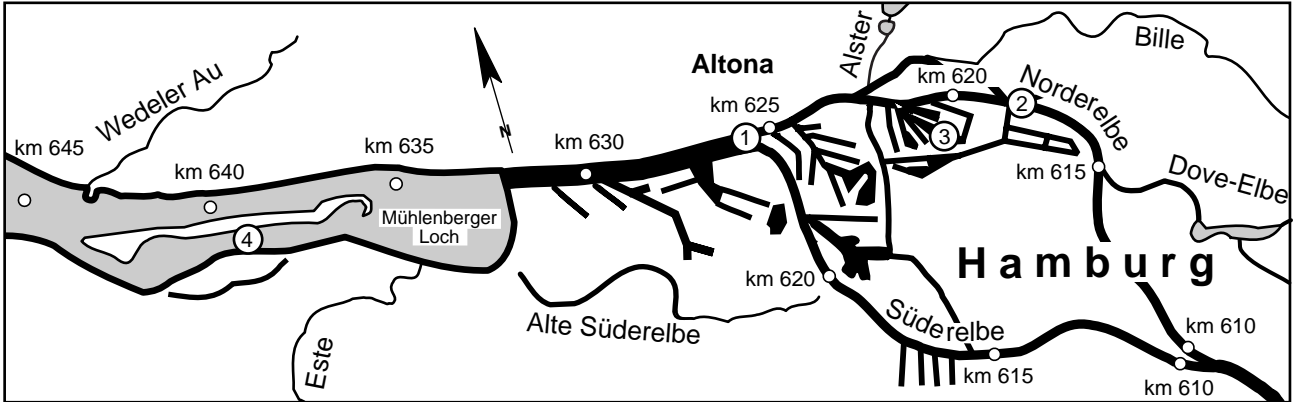 Wedeler Au
km 645
km 640
km 635
Mühlenberger
Loch
4
Este
N
km 630
Alte Süderelbe
Altona
km 625
1
Alster
km 620
2
3
Bille
Norderelbe
km 615
Dove-Elbe
Hamburg
km 620
Süderelbe
km 615
km 610
km 610